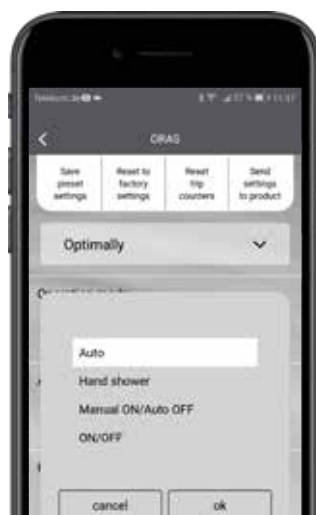 ORAS
Save preset settings
Reset to factory settings
Reset trip counters
Send settings to product
Optimally
Auto
Hand shower
Manual ON/Auto OFF
ON/OFF
cancel
ok